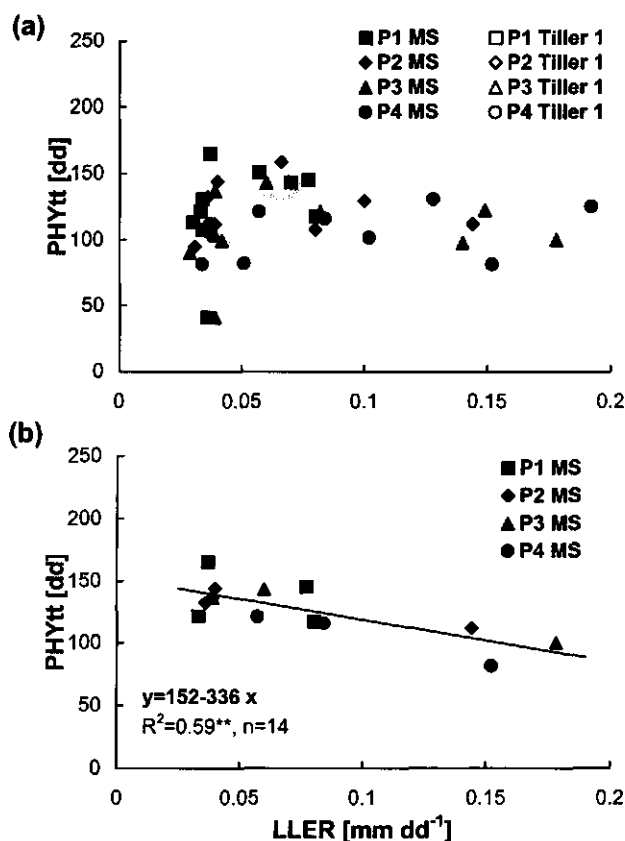 (a)
P1 MS P1 Tiller 1
P2 MS P2 Tiller 1
P3 MS P3 Tiller 1
P4 MS P4 Tiller 1
PHYtt [dd]
250
200
150
100
50
0
0 0.05 0.1 0.15 0.2
(b)
P1 MS
P2 MS
P3 MS
P4 MS
PHYtt [dd]
250
200
150
100
50
0
y=152-336 x
R²=0.59**, n=14
0 0.05 0.1 0.15 0.2
LLER [mm dd⁻¹]